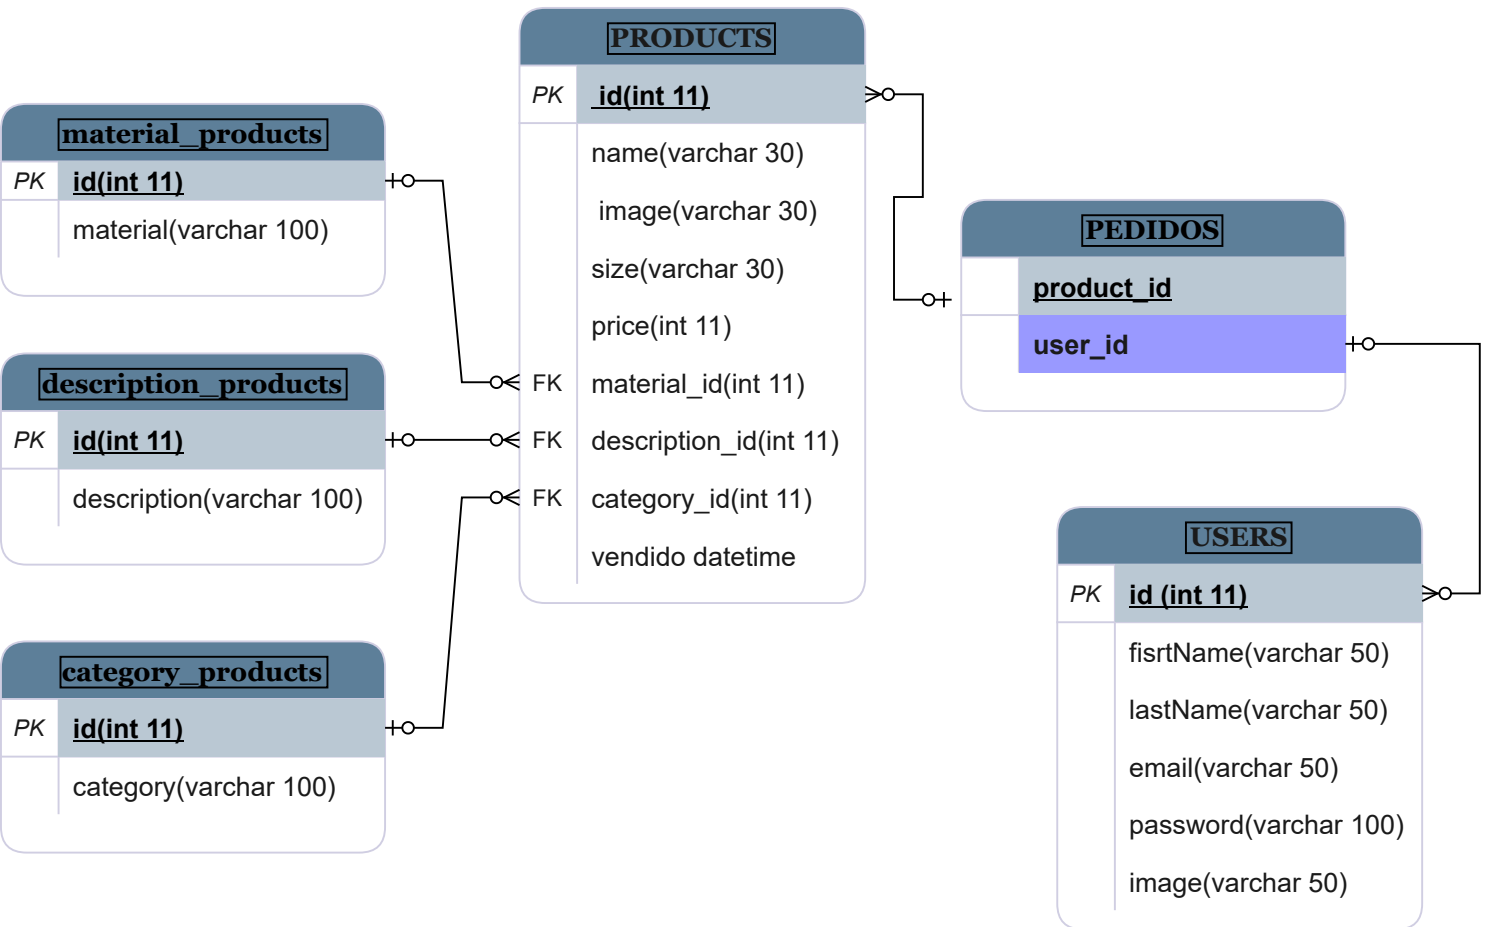 PRODUCTS
PK id(int 11)
name(varchar 30)
image(varchar 30)
size(varchar 30)
price(int 11)
FK material_id(int 11)
FK description_id(int 11)
FK category_id(int 11)
vendido datetime
material_products
PK id(int 11)
material(varchar 100)
description_products
PK id(int 11)
description(varchar 100)
category_products
PK id(int 11)
category(varchar 100)
PEDIDOS
product_id
user_id
USERS
PK id (int 11)
fisrtName(varchar 50)
lastName(varchar 50)
email(varchar 50)
password(varchar 100)
image(varchar 50)